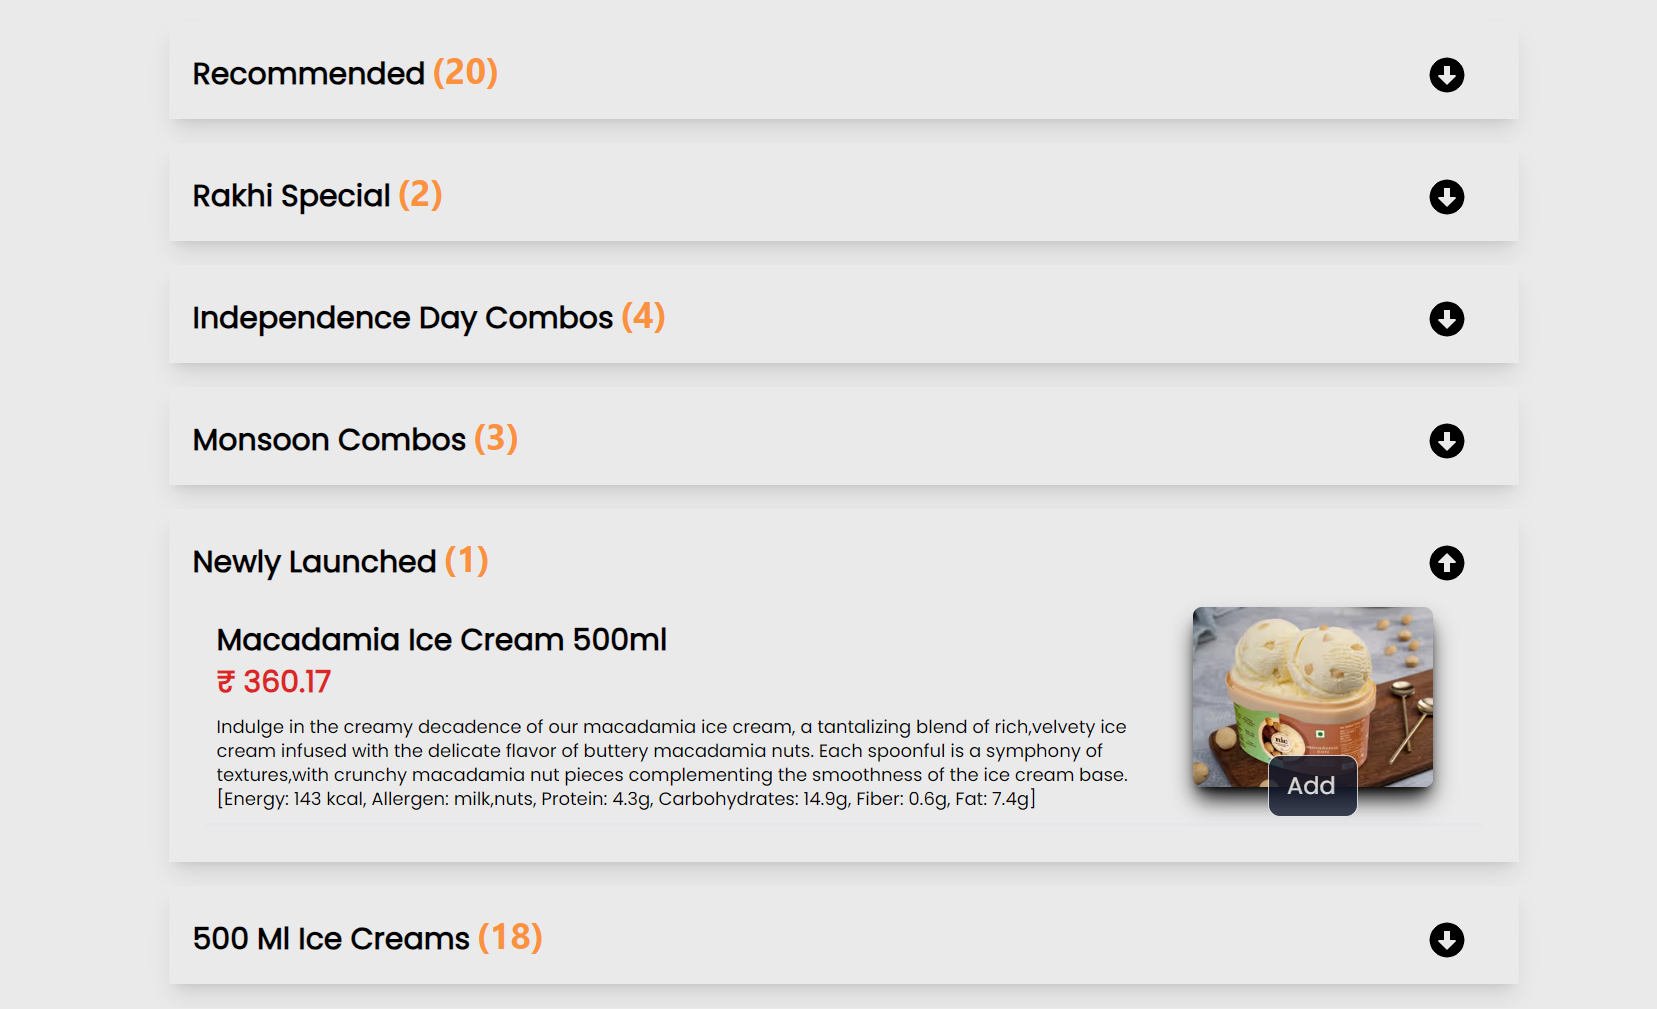 Recommended (20)
Rakhi Special (2)
Independence Day Combos (4)
Monsoon Combos (3)
Newly Launched (1)
Macadamia Ice Cream 500ml
₹ 360.17
Indulge in the creamy decadence of our macadamia ice cream, a tantalizing blend of rich,velvety ice
cream infused with the delicate flavor of buttery macadamia nuts. Each spoonful is a symphony of
textures,with crunchy macadamia nut pieces complementing the smoothness of the ice cream base.
[Energy: 143 kcal, Allergen: milk,nuts, Protein: 4.3g, Carbohydrates: 14.9g, Fiber: 0.6g, Fat: 7.4g]
nic
Add
500 Ml Ice Creams (18)